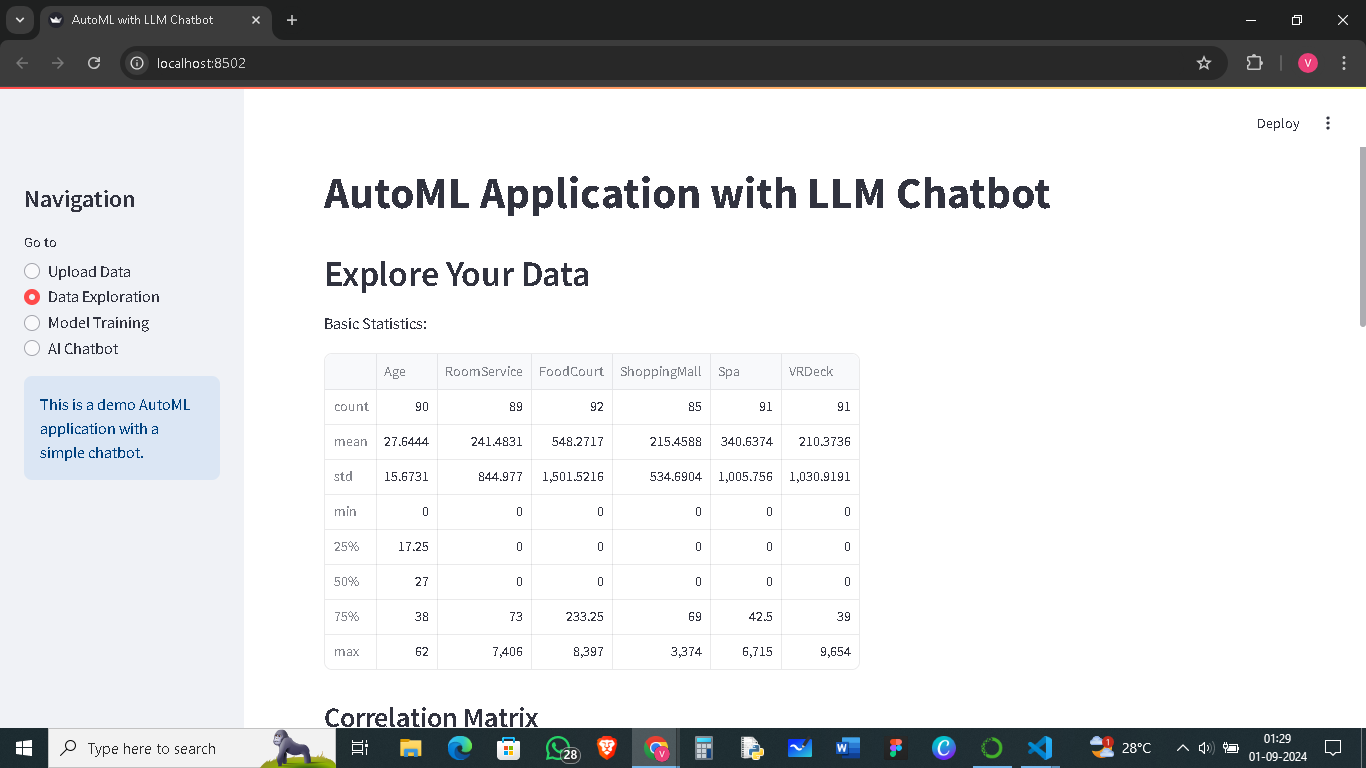 AutoML with LLM Chatbot
localhost:8502
V
Deploy
Navigation
Go to
Upload Data
Data Exploration
Model Training
AI Chatbot
This is a demo AutoML
application with a
simple chatbot.
AutoML Application with LLM Chatbot
Explore Your Data
Basic Statistics:
Age RoomService FoodCourt ShoppingMall Spa VRDeck
count 90 89 92 85 91 91
mean 27.6444 241.4831 548.2717 215.4588 340.6374 210.3736
std 15.6731 844.977 1,501.5216 534.6904 1,005.756 1,030.9191
min 0 0 0 0 0 0
25% 17.25 0 0 0 0 0
50% 27 0 0 0 0 0
75% 38 73 233.25 69 42.5 39
max 62 7,406 8,397 3,374 6,715 9,654
Correlation Matrix
Type here to search
28
V
1
28°C
01:29
01-09-2024